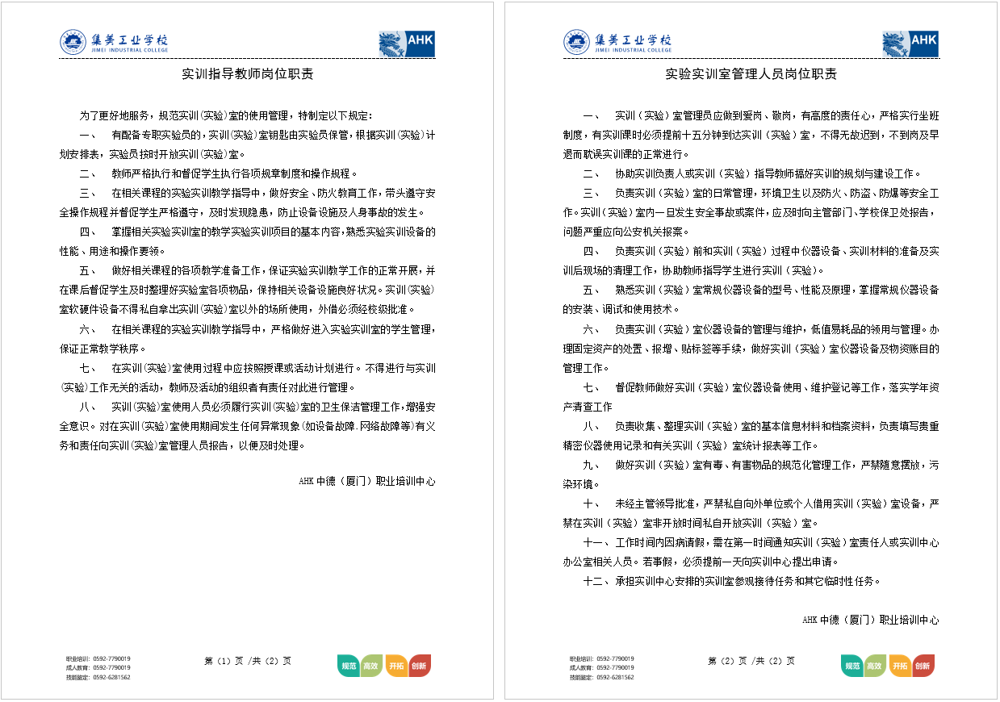 集美工业学校
JIMEI INDUSTRIAL COLLEGE
AHK
实训指导教师岗位职责
为了更好地服务，规范实训(实验)室的使用管理，特制定以下规定：
一、 有配备专职实验员的，实训(实验)室钥匙由实验员保管，根据实训(实验)计
划安排表，实验员按时开放实训(实验)室。
二、 教师严格执行和督促学生执行各项规章制度和操作规程。
三、 在相关课程的实验实训教学指导中，做好安全、防火教育工作，带头遵守安
全操作规程并督促学生严格遵守，及时发现隐患，防止设备设施及人身事故的发生。
四、 掌握相关实验实训室的教学实验实训项目的基本内容，熟悉实验实训设备的
性能、用途和操作要领。
五、 做好相关课程的各项教学准备工作，保证实验实训教学工作的正常开展，并
在课后督促学生及时整理好实验室各项物品，保持相关设备设施良好状况。实训(实验)
室软硬件设备不得私自拿出实训(实验)室以外的场所使用，外借必须经校级批准。
六、 在相关课程的实验实训教学指导中，严格做好进入实验实训室的学生管理，
保证正常教学秩序。
七、 在实训(实验)室使用过程中应按照授课或活动计划进行。不得进行与实训
(实验)工作无关的活动，教师及活动的组织者有责任对此进行管理。
八、 实训(实验)室使用人员必须履行实训(实验)室的卫生保洁管理工作，增强安
全意识。对在实训(实验)室使用期间发生任何异常现象(如设备故障.网络故障等)有义
务和责任向实训(实验)室管理人员报告，以便及时处理。
AHK 中德（厦门）职业培训中心
职业培训：0592-7790019
成人教育：0592-7790019
技能鉴定：0592-6281562
第（1）页 /共（2）页
规范 高效 开拓 创新
集美工业学校
JIMEI INDUSTRIAL COLLEGE
AHK
实验实训室管理人员岗位职责
一、 实训（实验）室管理员应做到爱岗、敬岗，有高度的责任心，严格实行坐班
制度，有实训课时必须提前十五分钟到达实训（实验）室，不得无故迟到，不到岗及早
退而耽误实训课的正常进行。
二、 协助实训负责人或实训（实验）指导教师搞好实训的规划与建设工作。
三、 负责实训（实验）室的日常管理，环境卫生以及防火、防盗、防爆等安全工
作。实训（实验）室内一旦发生安全事故或案件，应及时向主管部门、学校保卫处报告，
问题严重应向公安机关报案。
四、 负责实训（实验）前和实训（实验）过程中仪器设备、实训材料的准备及实
训后现场的清理工作，协助教师指导学生进行实训（实验）。
五、 熟悉实训（实验）室常规仪器设备的型号、性能及原理，掌握常规仪器设备
的安装、调试和使用技术。
六、 负责实训（实验）室仪器设备的管理与维护，低值易耗品的领用与管理。办
理固定资产的处置、报增、贴标签等手续，做好实训（实验）室仪器设备及物资账目的
管理工作。
七、 督促教师做好实训（实验）室仪器设备使用、维护登记等工作，落实学年资
产清查工作
八、 负责收集、整理实训（实验）室的基本信息材料和档案资料，负责填写贵重
精密仪器使用记录和有关实训（实验）室统计报表等工作。
九、 做好实训（实验）室有毒、有害物品的规范化管理工作，严禁随意摆放，污
染环境。
十、 未经主管领导批准，严禁私自向外单位或个人借用实训（实验）室设备，严
禁在实训（实验）室非开放时间私自开放实训（实验）室。
十一、 工作时间内因病请假，需在第一时间通知实训（实验）室责任人或实训中心
办公室相关人员。若事假，必须提前一天向实训中心提出申请。
十二、 承担实训中心安排的实训室参观接待任务和其它临时性任务。
AHK 中德（厦门）职业培训中心
职业培训：0592-7790019
成人教育：0592-7790019
技能鉴定：0592-6281562
第（2）页 /共（2）页
规范 高效 开拓 创新